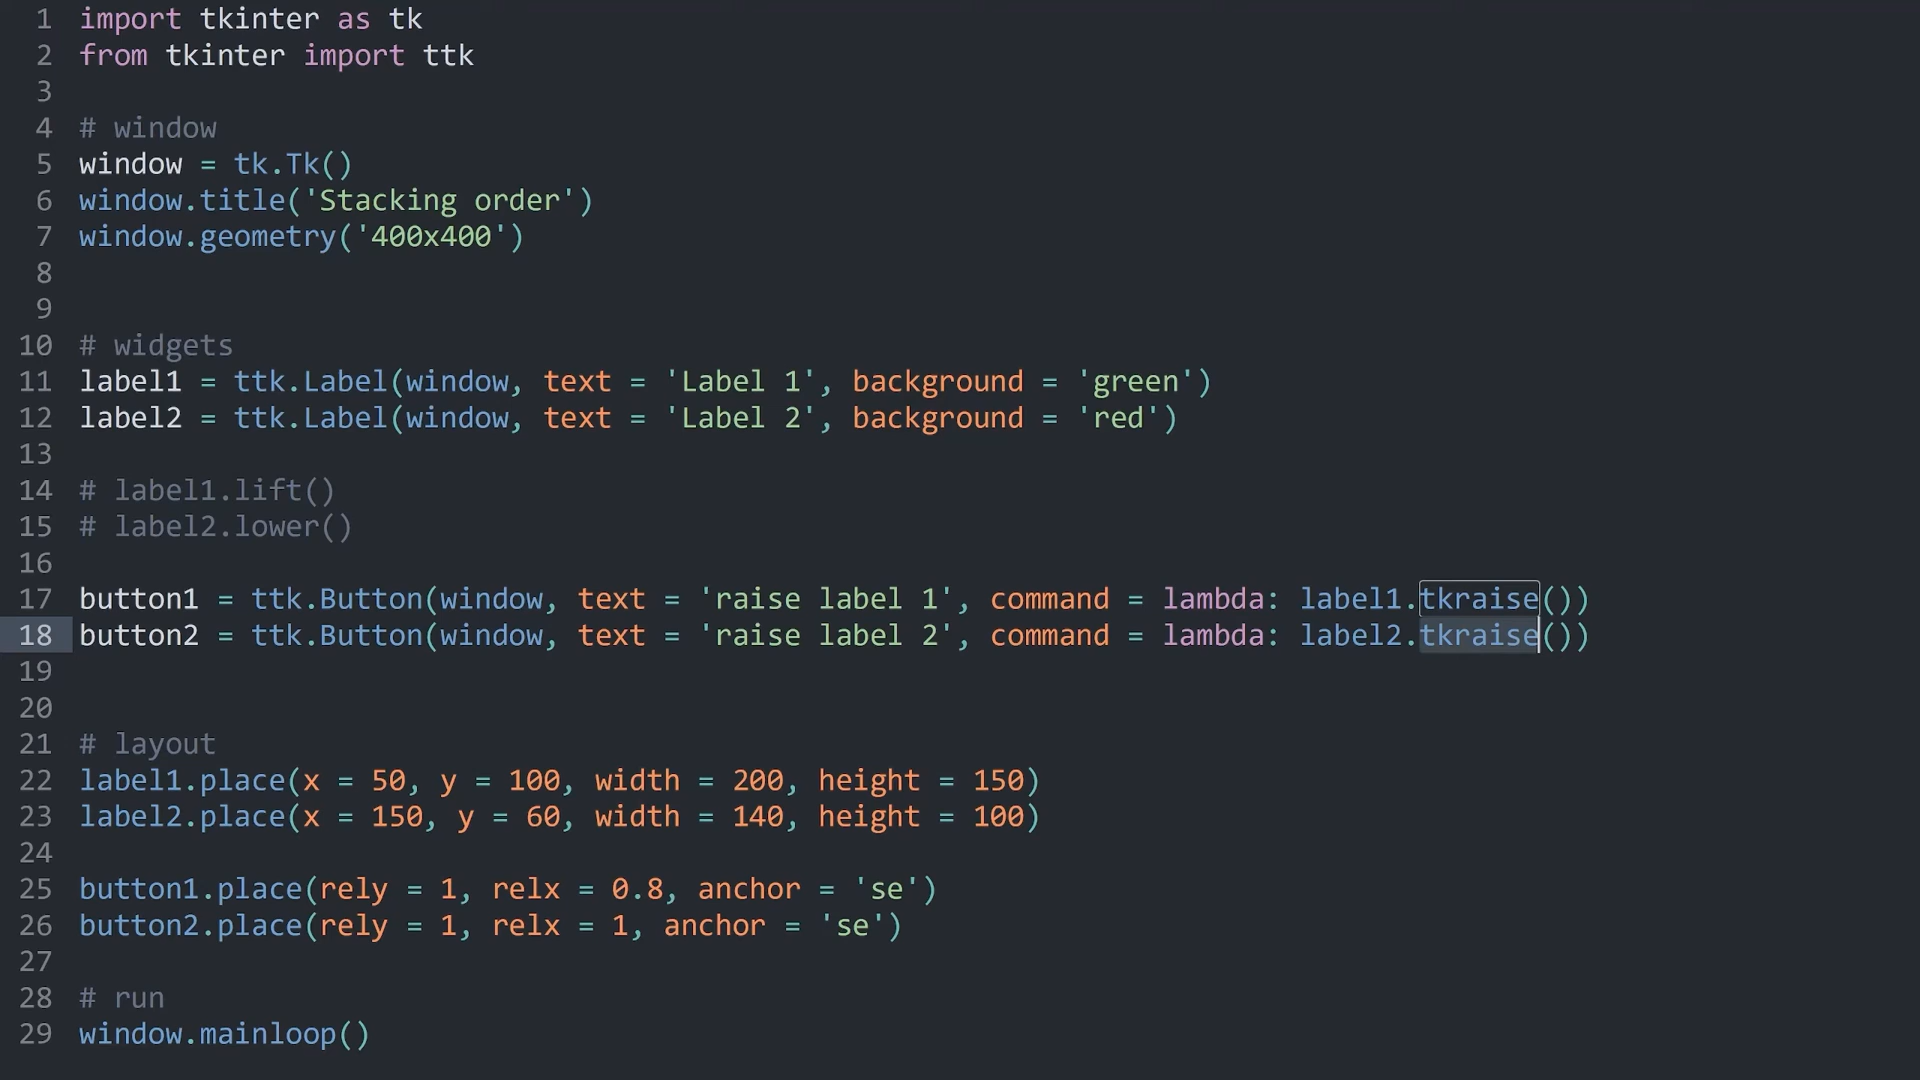 1 import tkinter as tk
2 from tkinter import ttk
3
4 # window
5 window = tk.Tk()
6 window.title('Stacking order')
7 window.geometry('400x400')
8
9
10 # widgets
11 label1 = ttk.Label(window, text = 'Label 1', background = 'green')
12 label2 = ttk.Label(window, text = 'Label 2', background = 'red')
13
14 # label1.lift()
15 # label2.lower()
16
17 button1 = ttk.Button(window, text = 'raise label 1', command = lambda: label1.tkraise())
18 button2 = ttk.Button(window, text = 'raise label 2', command = lambda: label2.tkraise())
19
20
21 # layout
22 label1.place(x = 50, y = 100, width = 200, height = 150)
23 label2.place(x = 150, y = 60, width = 140, height = 100)
24
25 button1.place(rely = 1, relx = 0.8, anchor = 'se')
26 button2.place(rely = 1, relx = 1, anchor = 'se')
27
28 # run
29 window.mainloop()